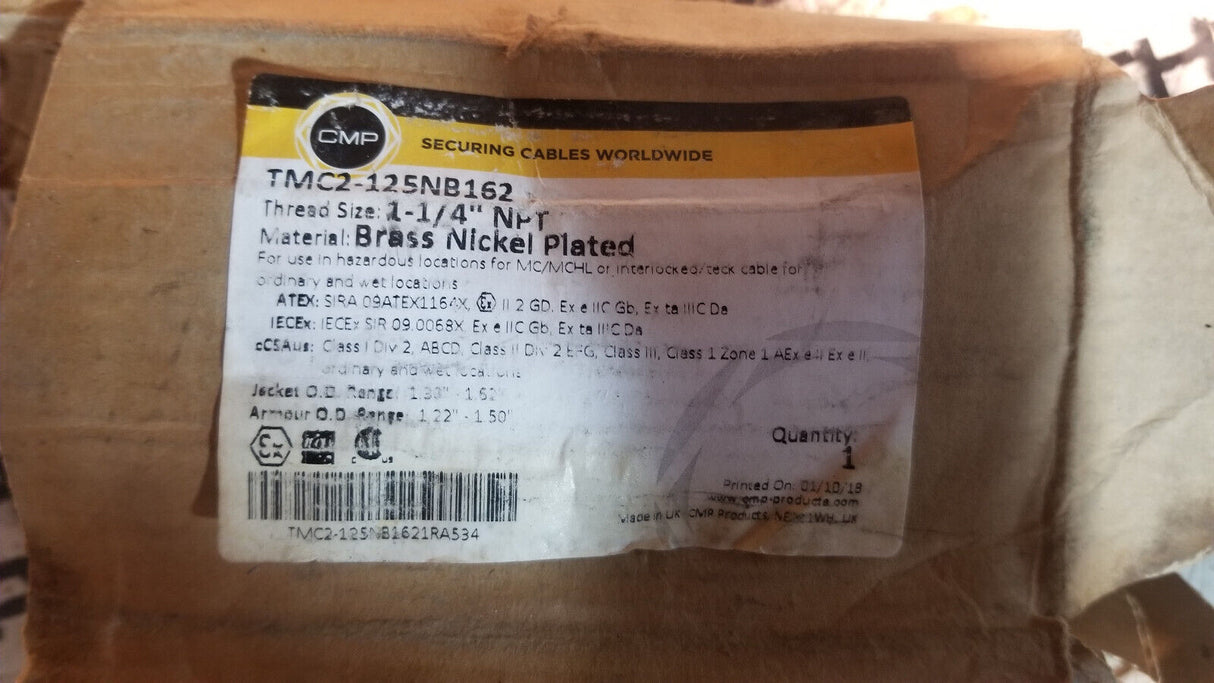 CMP
SECURING CABLES WORLDWIDE
TMC2-125NB162
Thread Size: 1-1/4" NPT
Material: Brass Nickel Plated
For use in hazardous locations for MC/MCHL or interlocked/teck cable for
ordinary and wet locations
ATEX: SIRA 09ATEX1164X, Ex II 2 GD, Ex e IIC Gb, Ex ta IIIC Da
IECEx: IECEx SIR 09.0068X, Ex e IIC Gb, Ex ta IIIC Da
cCSAus: Class I Div 2, ABCD, Class II Div 2 EFG, Class III, Class 1 Zone 1 AEx e II Ex e II,
ordinary and wet locations
Jacket O.D. Range: 1.33" - 1.62"
Armour O.D. Range: 1.22" - 1.50"
Ex
c us
Quantity:
1
Printed On: 01/10/18
www.cmp-products.com
Made in UK CMP Products, UK
TMC2-125NB1621RA534